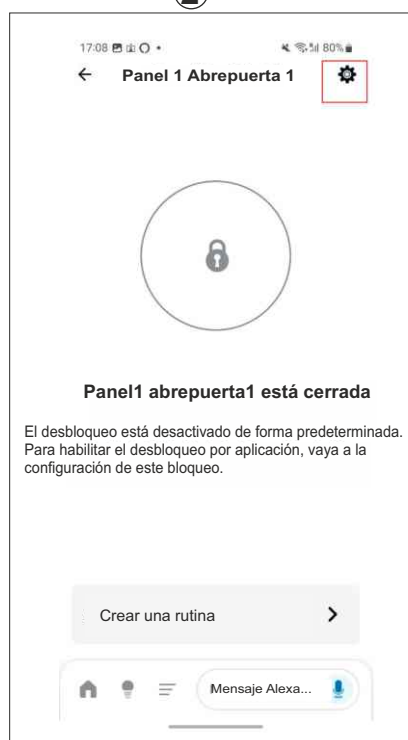 17:08
80%
Panel 1 Abrepuerta 1
Panel1 abrepuerta1 está cerrada
El desbloqueo está desactivado de forma predeterminada.
Para habilitar el desbloqueo por aplicación, vaya a la
configuración de este bloqueo.
Crear una rutina
Mensaje Alexa...